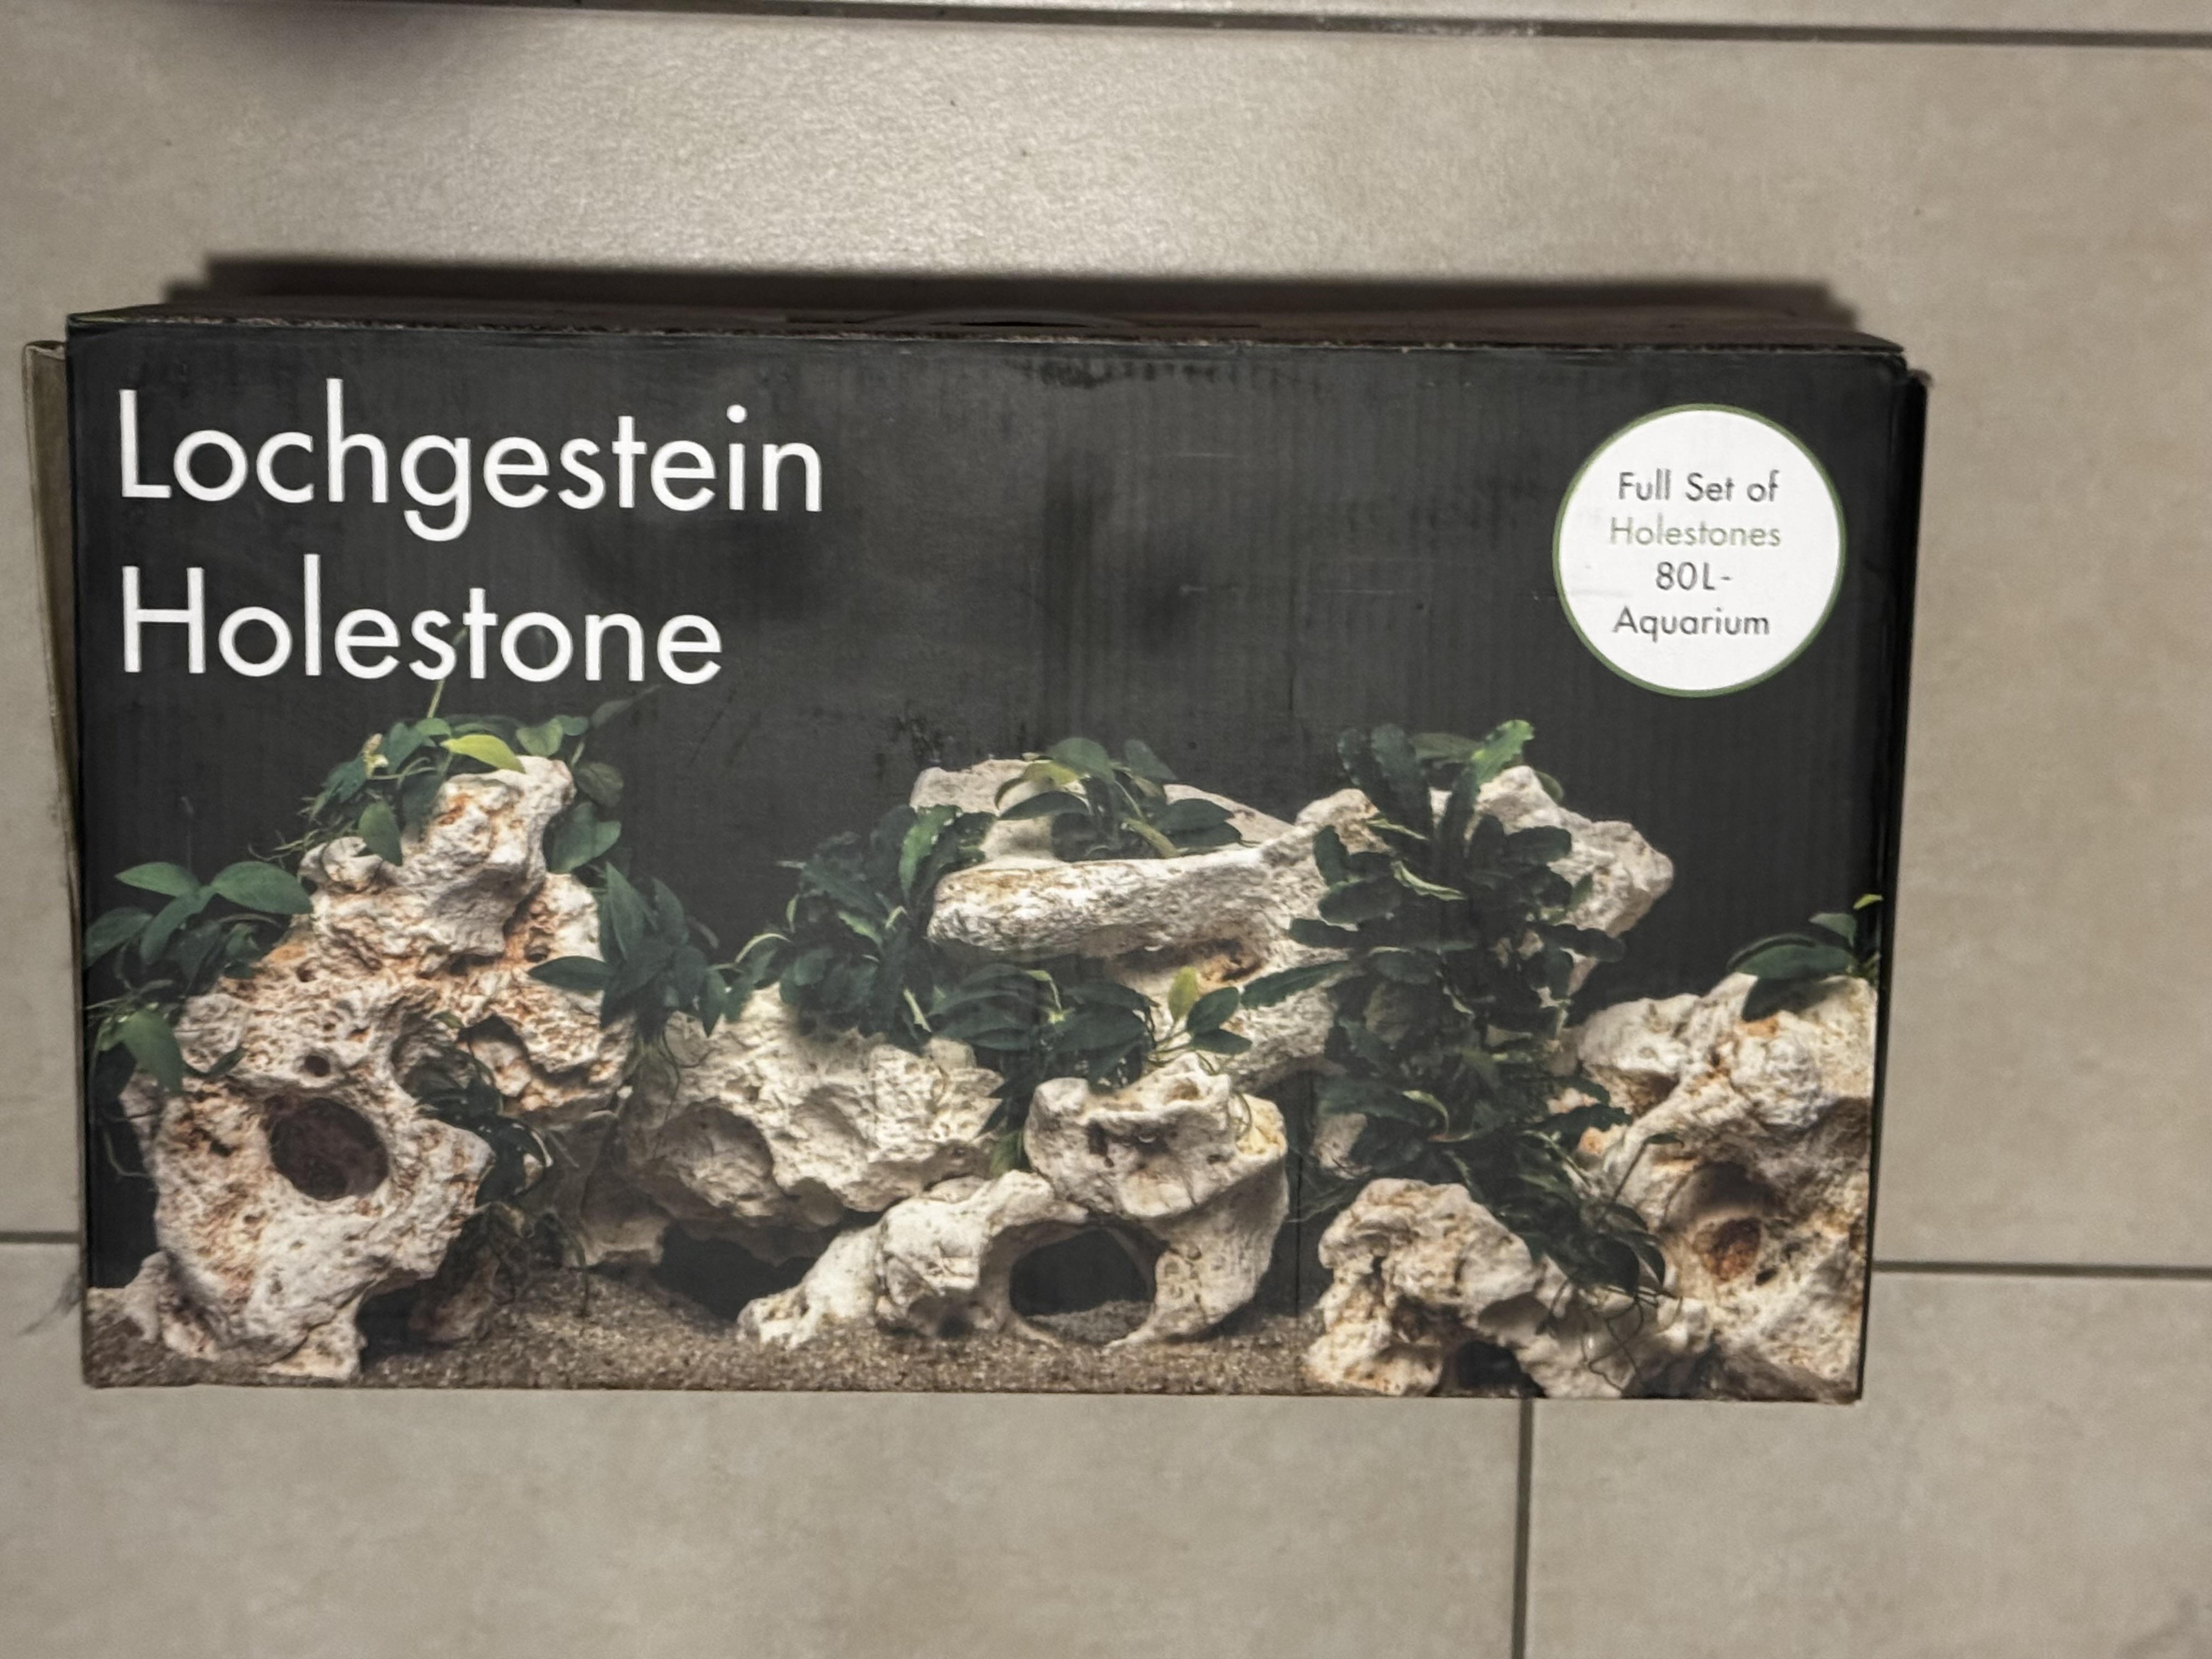 Lochgestein
Holestone
Full Set of
Holestones
80L-
Aquarium